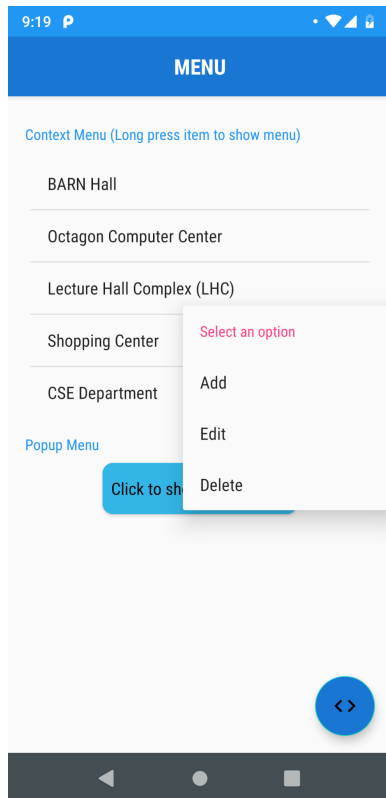 9:19
MENU
Context Menu (Long press item to show menu)
BARN Hall
Octagon Computer Center
Lecture Hall Complex (LHC)
Shopping Center
CSE Department
Select an option
Add
Edit
Delete
Popup Menu
Click to sh